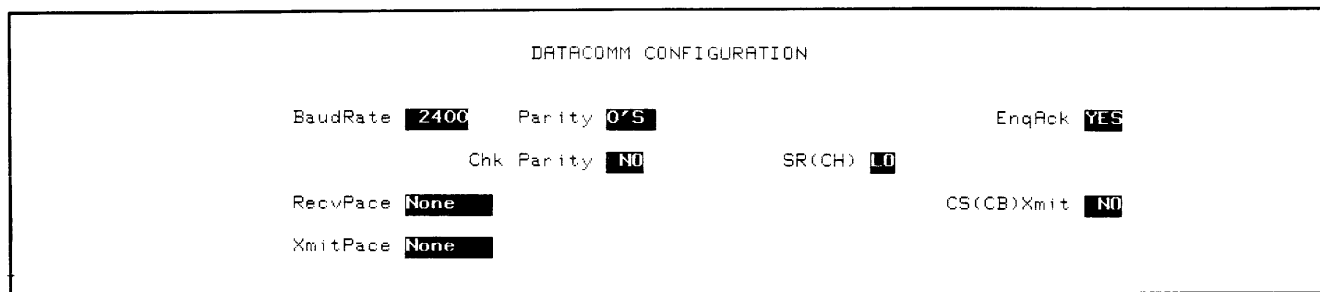 DATACOMM CONFIGURATION
BaudRate 2400 Parity 0'S EnqAck YES
Chk Parity NO SR(CH) LO
RecvPace None CS(CB)Xmit NO
XmitPace None